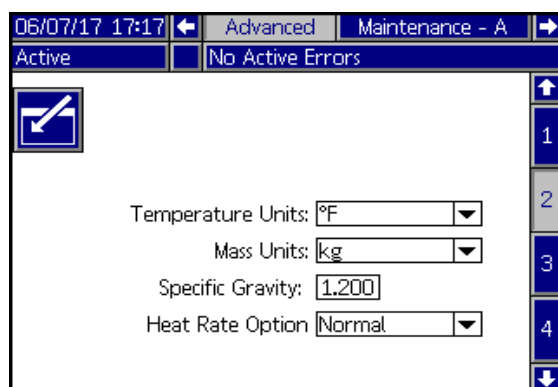 06/07/17 17:17 Advanced Maintenance - A
Active No Active Errors
1
2
Temperature Units: °F
Mass Units: kg
3
Specific Gravity: 1.200
Heat Rate Option Normal
4